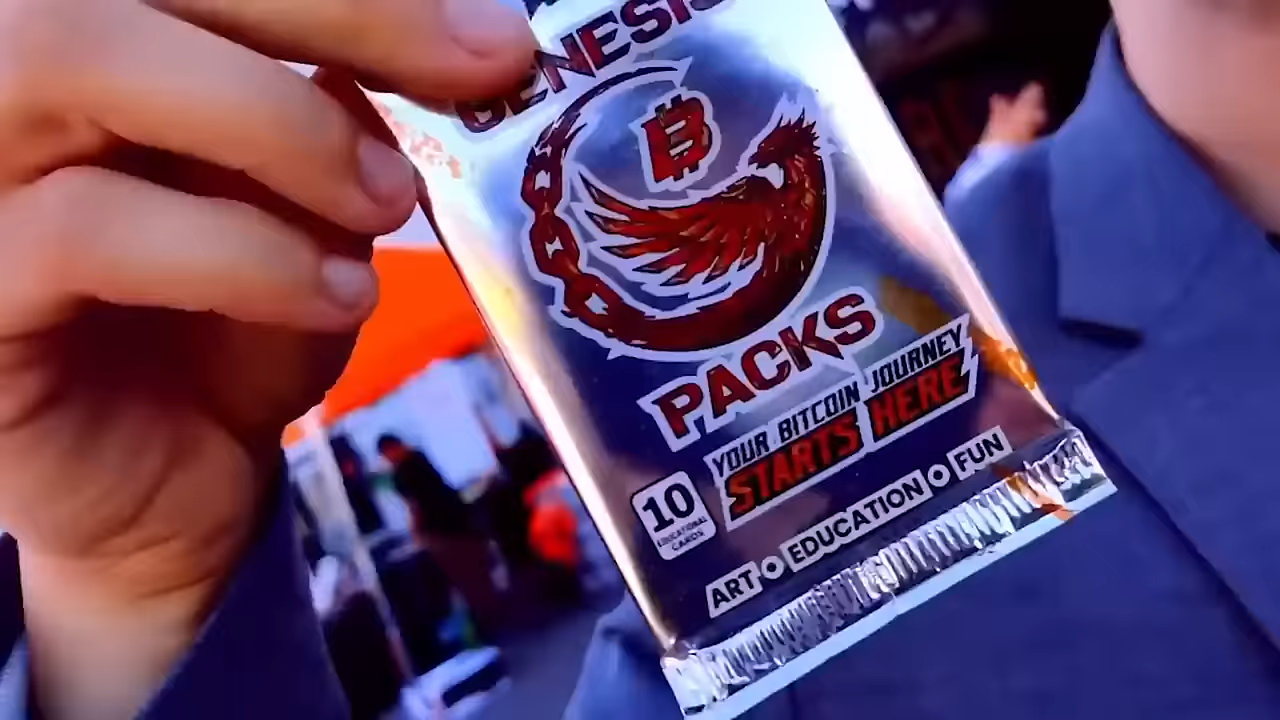 GENESIS
PACKS
YOUR BITCOIN JOURNEY
STARTS HERE
10
EDUCATIONAL
CARDS
ART EDUCATION FUN